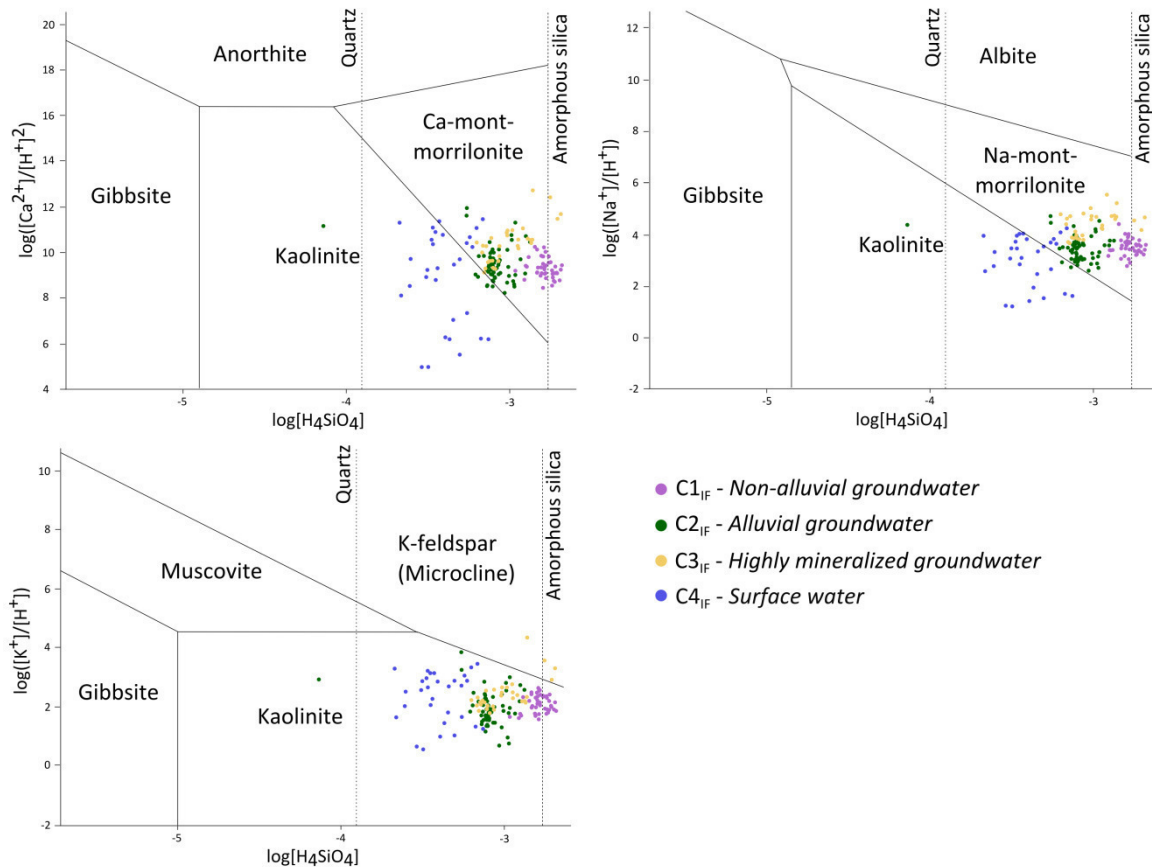 20
18
16
14
12
10
8
6
4
-5
-4
-3
log([Ca²⁺]/[H⁺]²)
log[H₄SiO₄]
Anorthite
Quartz
Amorphous silica
Ca-mont-
morrilonite
Gibbsite
Kaolinite
12
10
8
6
4
2
0
-2
-5
-4
-3
log([Na⁺]/[H⁺])
log[H₄SiO₄]
Quartz
Albite
Amorphous silica
Na-mont-
morrilonite
Gibbsite
Kaolinite
10
8
6
4
2
0
-2
-5
-4
-3
log([K⁺]/[H⁺])
log[H₄SiO₄]
Quartz
Amorphous silica
K-feldspar
(Microcline)
Muscovite
Gibbsite
Kaolinite
C1IF - Non-alluvial groundwater
C2IF - Alluvial groundwater
C3IF - Highly mineralized groundwater
C4IF - Surface water